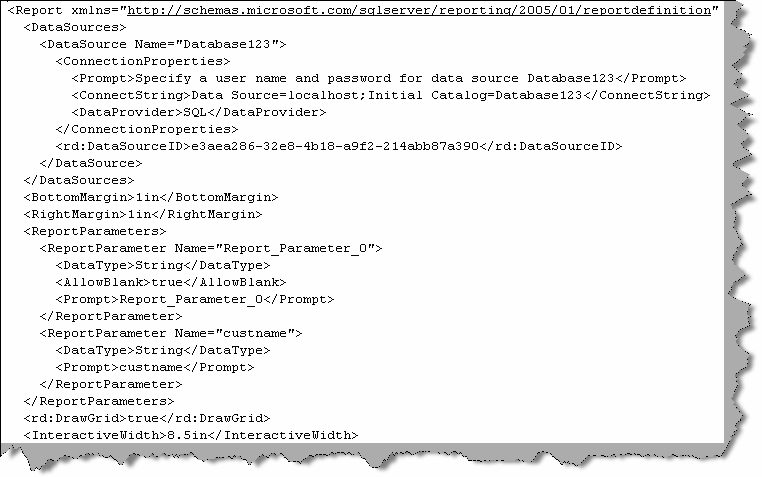 <Report xmlns="http://schemas.microsoft.com/sqlserver/reporting/2005/01/reportdefinition"
<DataSources>
<DataSource Name="Database123">
<ConnectionProperties>
<Prompt>Specify a user name and password for data source Database123</Prompt>
<ConnectString>Data Source=localhost;Initial Catalog=Database123</ConnectString>
<DataProvider>SQL</DataProvider>
</ConnectionProperties>
<rd:DataSourceID>e3aea286-32e8-4b18-a9f2-214abb87a390</rd:DataSourceID>
</DataSource>
</DataSources>
<BottomMargin>1in</BottomMargin>
<RightMargin>1in</RightMargin>
<ReportParameters>
<ReportParameter Name="Report_Parameter_0">
<DataType>String</DataType>
<AllowBlank>true</AllowBlank>
<Prompt>Report_Parameter_0</Prompt>
</ReportParameter>
<ReportParameter Name="custname">
<DataType>String</DataType>
<Prompt>custname</Prompt>
</ReportParameter>
</ReportParameters>
<rd:DrawGrid>true</rd:DrawGrid>
<InteractiveWidth>8.5in</InteractiveWidth>